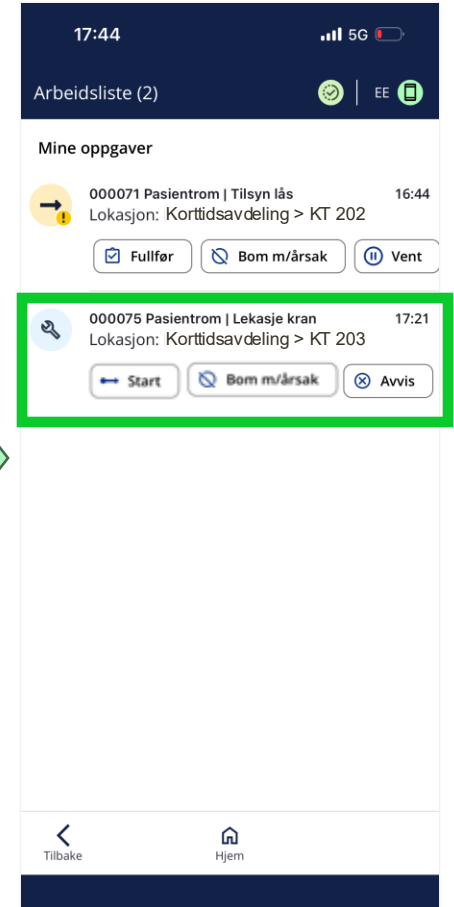 17:44 5G
Arbeidsliste (2) EE
Mine oppgaver
000071 Pasientrom | Tilsyn lås 16:44
Lokasjon: Korttidsavdeling > KT 202
Fullfør Bom m/årsak Vent
000075 Pasientrom | Lekasje kran 17:21
Lokasjon: Korttidsavdeling > KT 203
Start Bom m/årsak Avvis
Tilbake Hjem